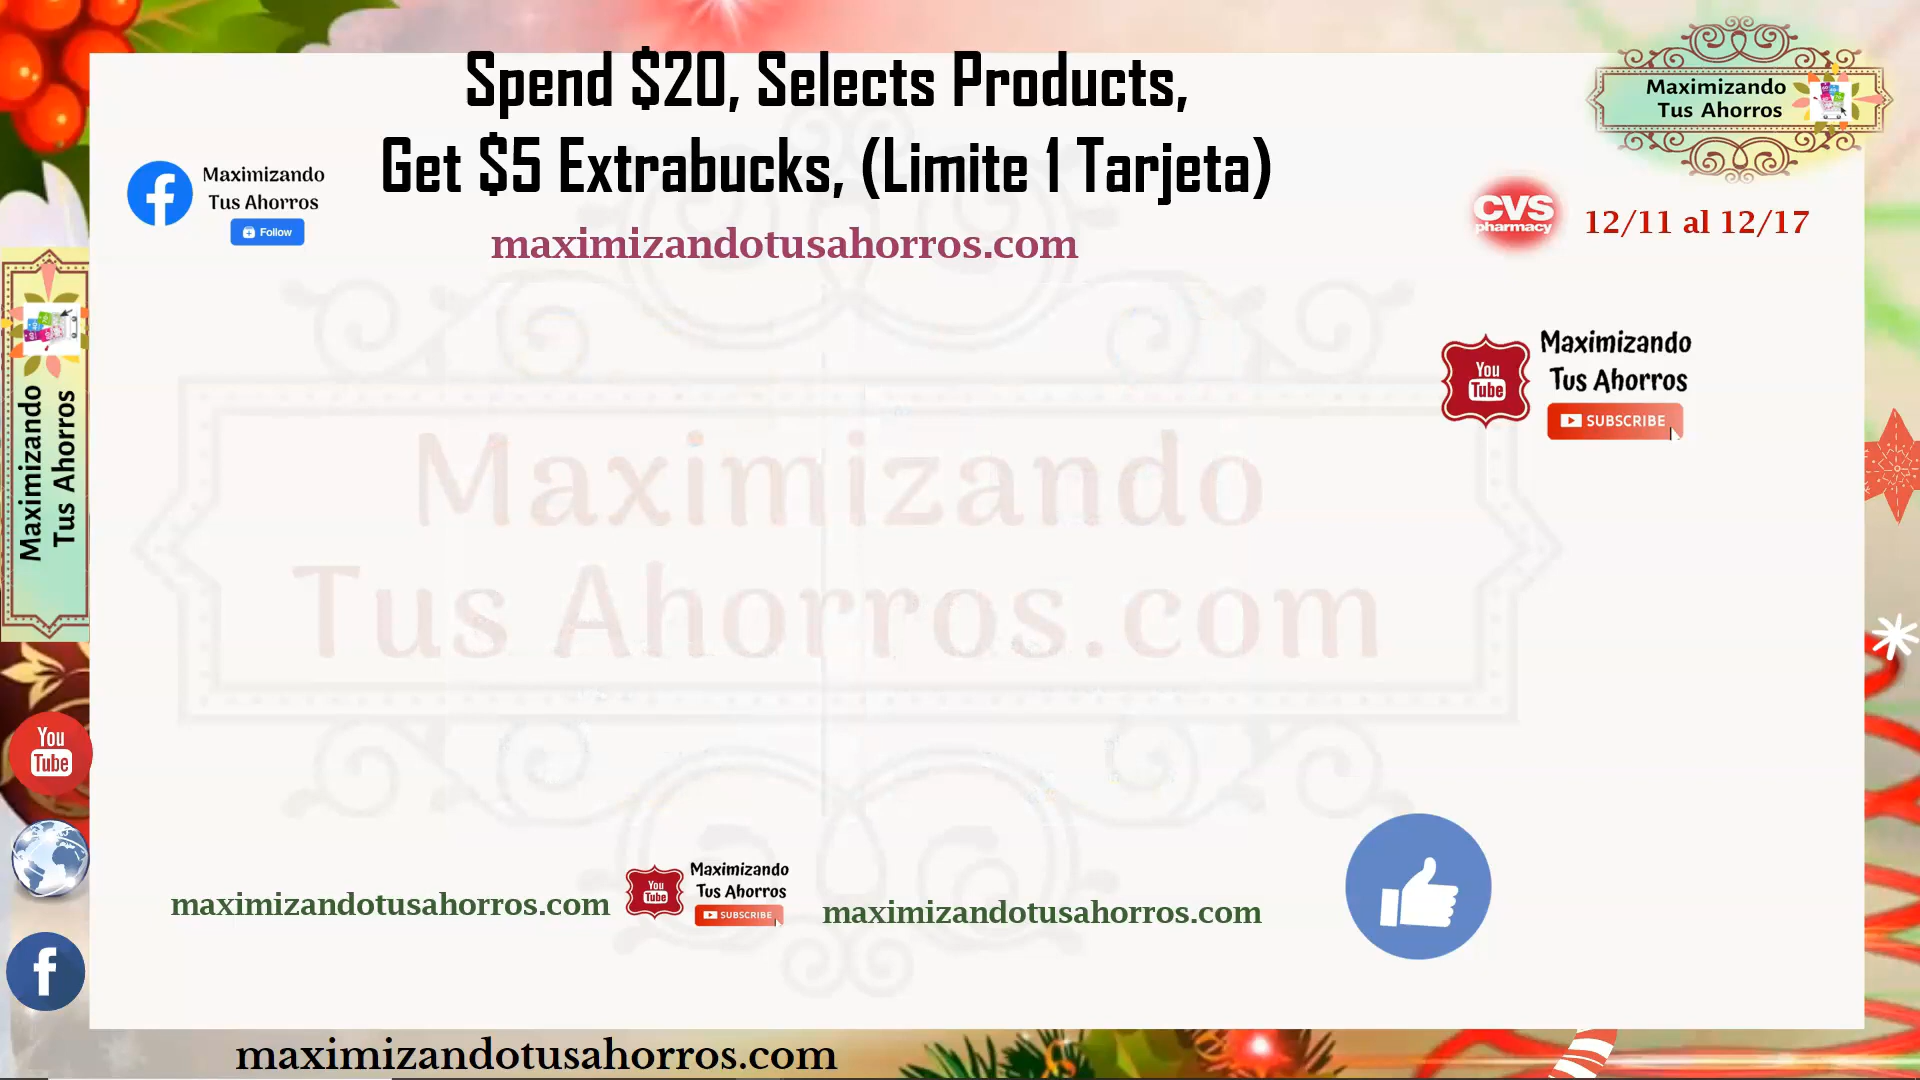 Spend $20, Selects Products,
Get $5 Extrabucks, (Limite 1 Tarjeta)
maximizandotusahorros.com
Maximizando
Tus Ahorros
Follow
Maximizando
Tus Ahorros
CVS
pharmacy
12/11 al 12/17
You
Tube
Maximizando
Tus Ahorros
SUBSCRIBE
Maximizando
Tus Ahorros
Maximizando
Tus Ahorros.com
You
Tube
maximizandotusahorros.com
You
Tube
Maximizando
Tus Ahorros
SUBSCRIBE
maximizandotusahorros.com
maximizandotusahorros.com